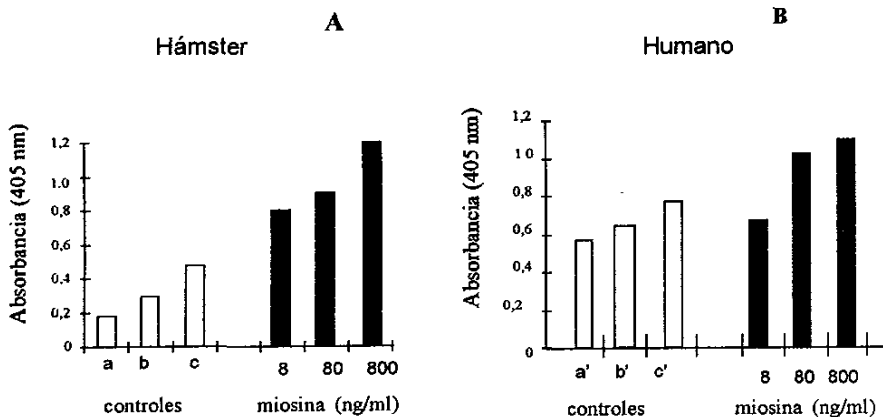 A
Hámster
Absorbancia (405 nm)
1,2
1.0
0,8
0,6
0,4
0,2
0
a b c
8 80 800
controles miosina (ng/ml)
B
Humano
Absorbancia (405 nm)
1,2
1 0
0,8
0,6
0,4
0,2
0
a' b' c'
8 80 800
controles miosina (ng/ml)